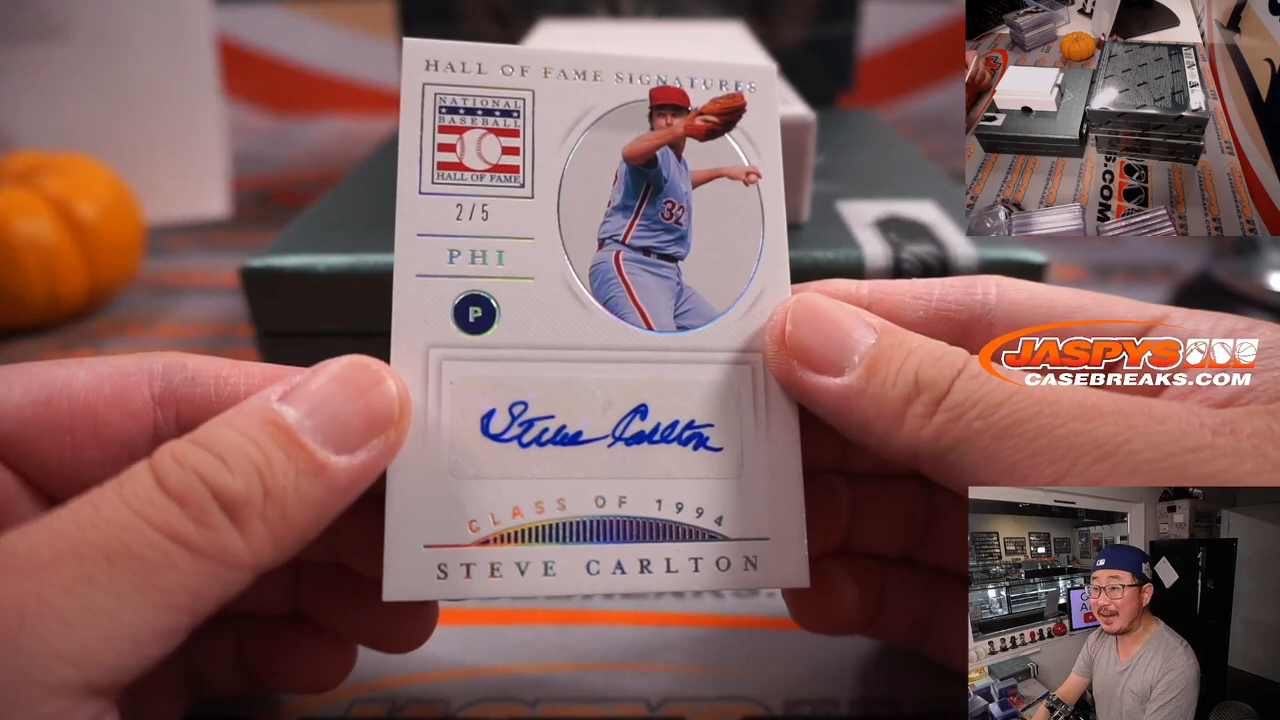 HALL OF FAME SIGNATURES
NATIONAL
BASEBALL
HALL OF FAME
2/5
PHI
P
32
Steve Carlton
CLASS OF 1994
STEVE CARLTON
JASPYS
CASEBREAKS.COM
.COM